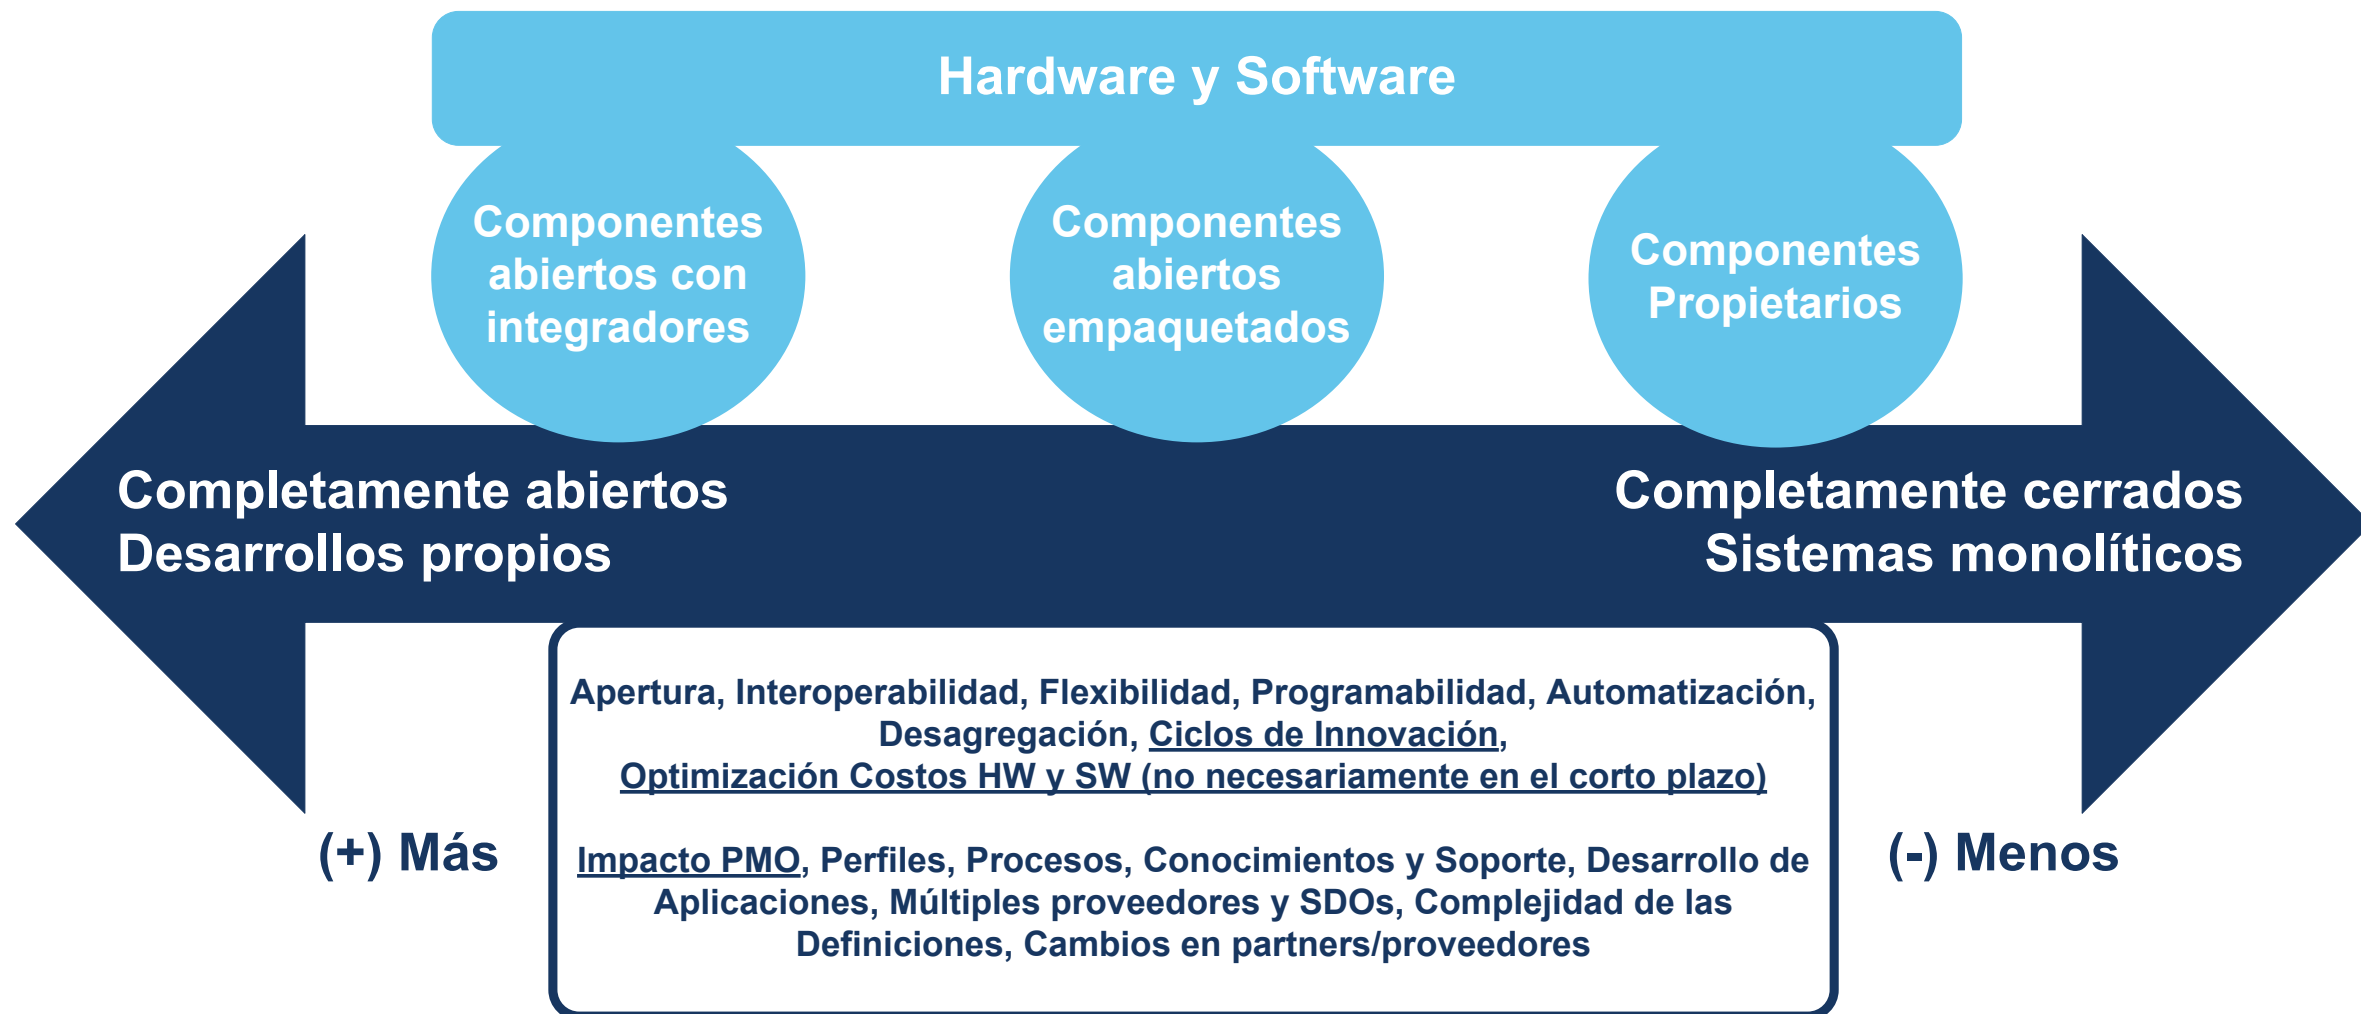 Hardware y Software
Componentes
abiertos con
integradores
Componentes
abiertos
empaquetados
Componentes
Propietarios
Completamente abiertos
Desarrollos propios
Completamente cerrados
Sistemas monolíticos
Apertura, Interoperabilidad, Flexibilidad, Programabilidad, Automatización,
Desagregación, Ciclos de Innovación,
Optimización Costos HW y SW (no necesariamente en el corto plazo)
(+) Más
Impacto PMO, Perfiles, Procesos, Conocimientos y Soporte, Desarrollo de
Aplicaciones, Múltiples proveedores y SDOs, Complejidad de las
Definiciones, Cambios en partners/proveedores
(-) Menos